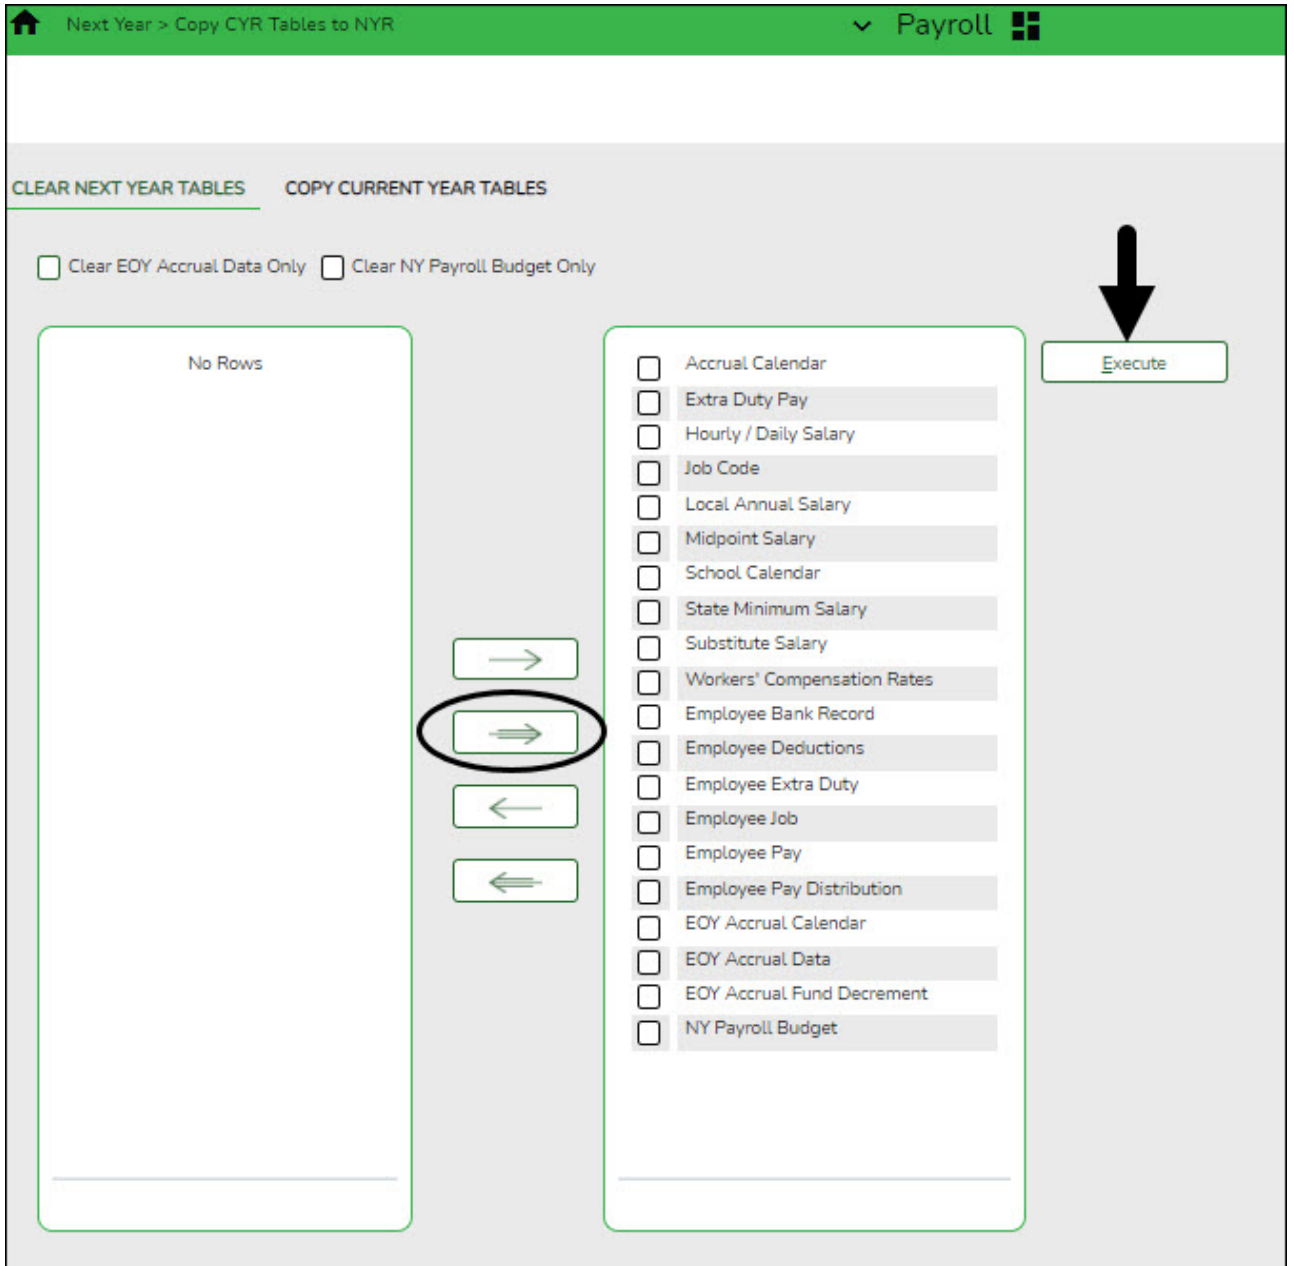 Next Year > Copy CYR Tables to NYR
Payroll
CLEAR NEXT YEAR TABLES
COPY CURRENT YEAR TABLES
Clear EOY Accrual Data Only
Clear NY Payroll Budget Only
No Rows
Accrual Calendar
Extra Duty Pay
Hourly / Daily Salary
Job Code
Local Annual Salary
Midpoint Salary
School Calendar
State Minimum Salary
Substitute Salary
Workers' Compensation Rates
Employee Bank Record
Employee Deductions
Employee Extra Duty
Employee Job
Employee Pay
Employee Pay Distribution
EOY Accrual Calendar
EOY Accrual Data
EOY Accrual Fund Decrement
NY Payroll Budget
Execute